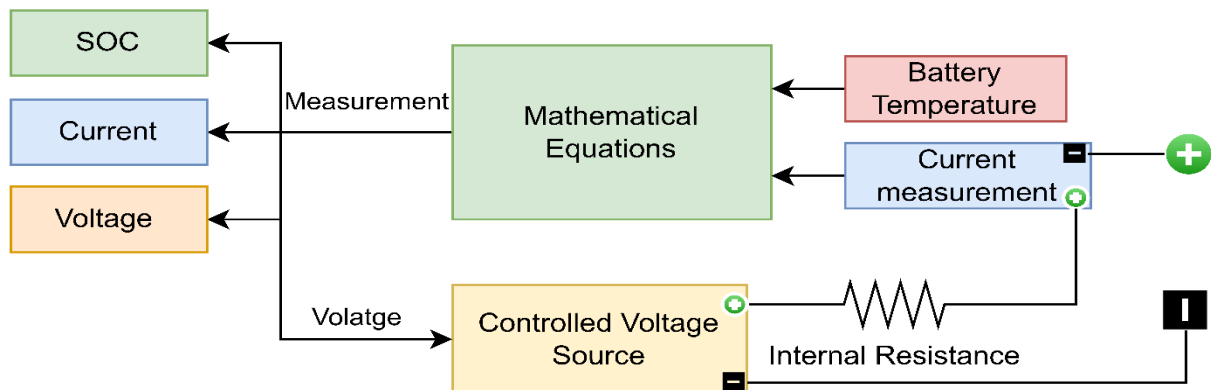 SOC
Current
Voltage
Measurement
Mathematical
Equations
Battery
Temperature
Current
measurement
Volatge
Controlled Voltage
Source
Internal Resistance